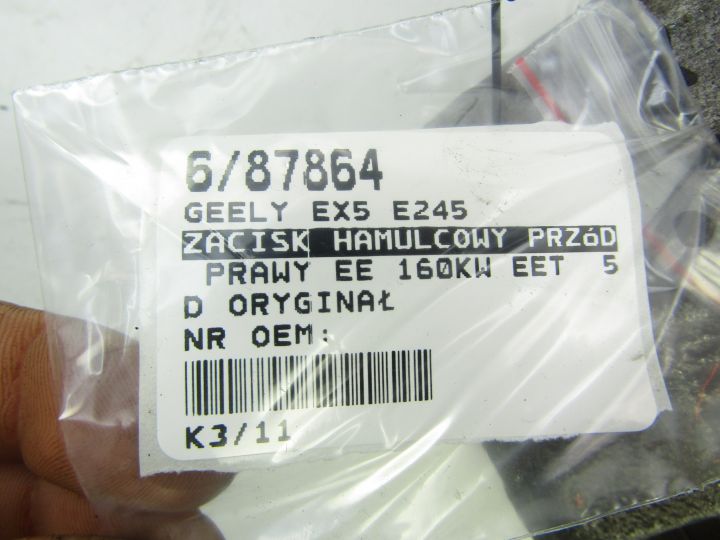 6/87864
GEELY EX5 E245
ZACISK HAMULCOWY PRZóD
PRAWY EE 160KW EET 5
D ORYGINAŁ
NR OEM:
K3/11